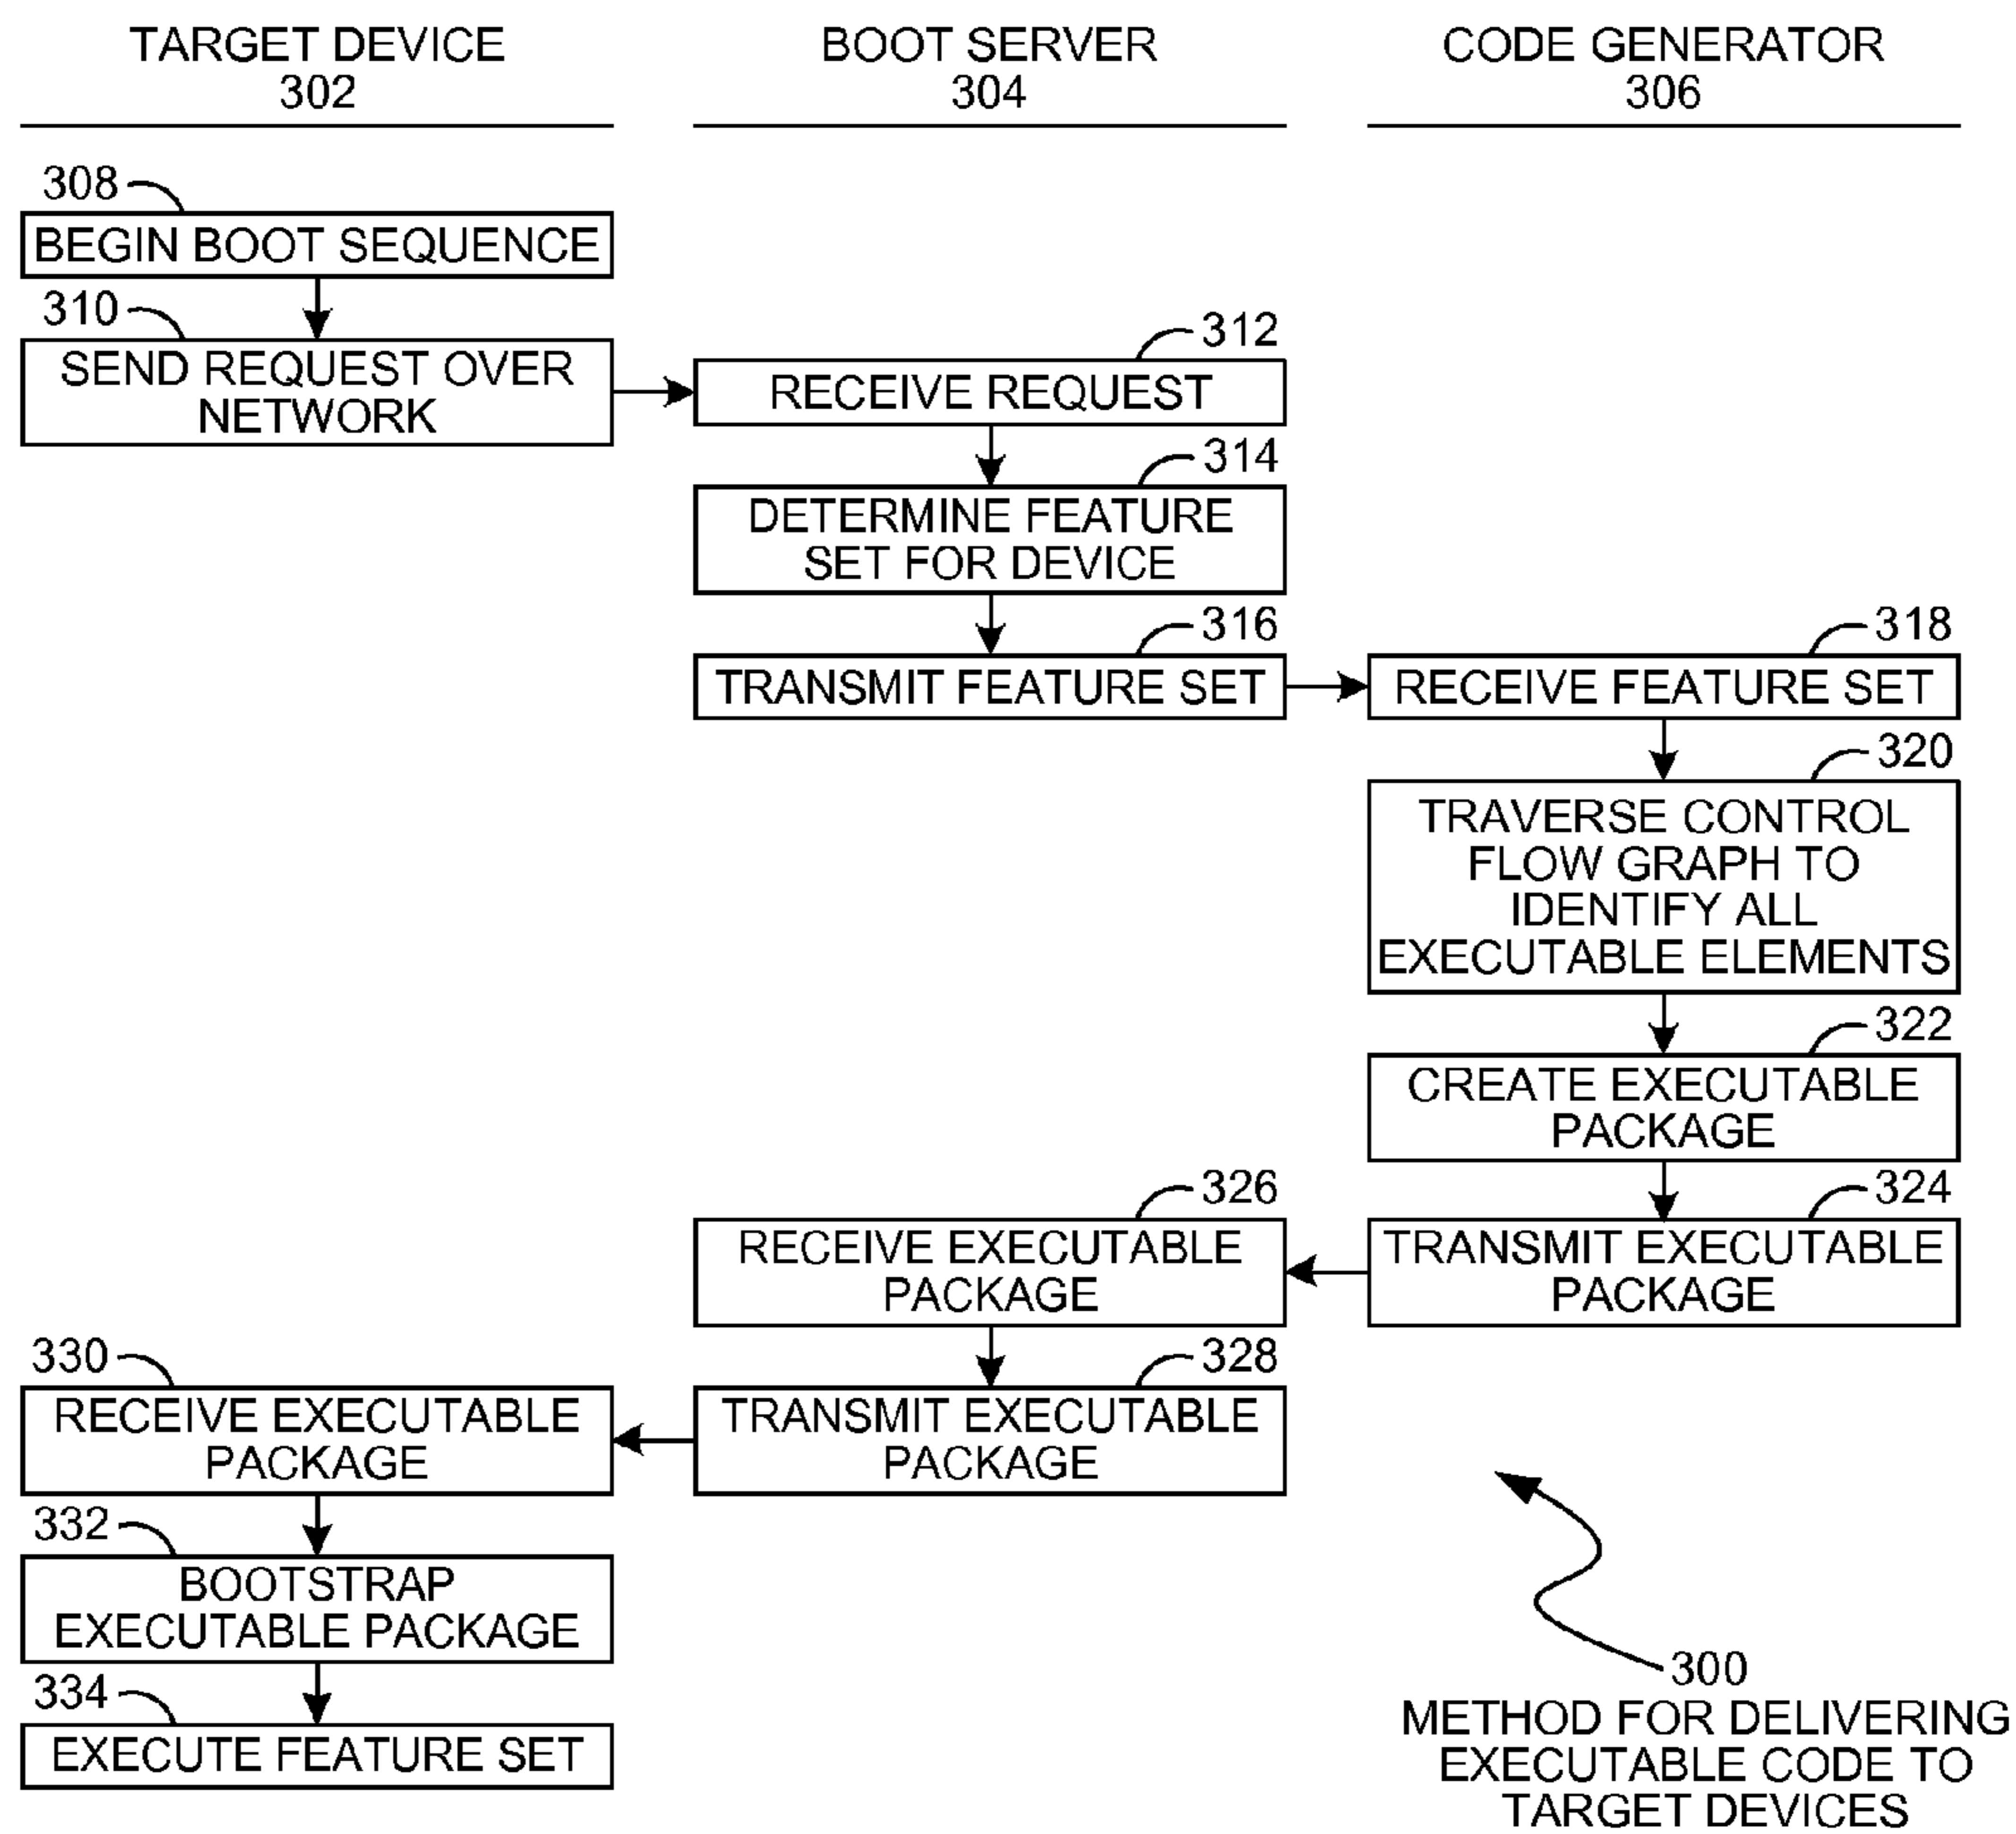 TARGET DEVICE
302
BOOT SERVER
304
CODE GENERATOR
306
308
BEGIN BOOT SEQUENCE
310
SEND REQUEST OVER
NETWORK
312
RECEIVE REQUEST
314
DETERMINE FEATURE
SET FOR DEVICE
316
TRANSMIT FEATURE SET
318
RECEIVE FEATURE SET
320
TRAVERSE CONTROL
FLOW GRAPH TO
IDENTIFY ALL
EXECUTABLE ELEMENTS
322
CREATE EXECUTABLE
PACKAGE
324
TRANSMIT EXECUTABLE
PACKAGE
326
RECEIVE EXECUTABLE
PACKAGE
328
TRANSMIT EXECUTABLE
PACKAGE
330
RECEIVE EXECUTABLE
PACKAGE
332
BOOTSTRAP
EXECUTABLE PACKAGE
334
EXECUTE FEATURE SET
300
METHOD FOR DELIVERING
EXECUTABLE CODE TO
TARGET DEVICES